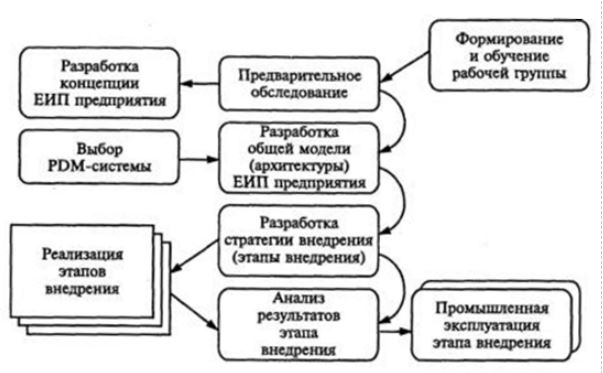 Формирование
и обучение
рабочей группы
Разработка
концепции
ЕИП предприятия
Предварительное
обследование
Выбор
PDM-системы
Разработка
общей модели
(архитектуры)
ЕИП предприятия
Разработка
стратегии внедрения
(этапы внедрения)
Реализация
этапов
внедрения
Анализ
результатов
этапа
внедрения
Промышленная
эксплуатация
этапа внедрения